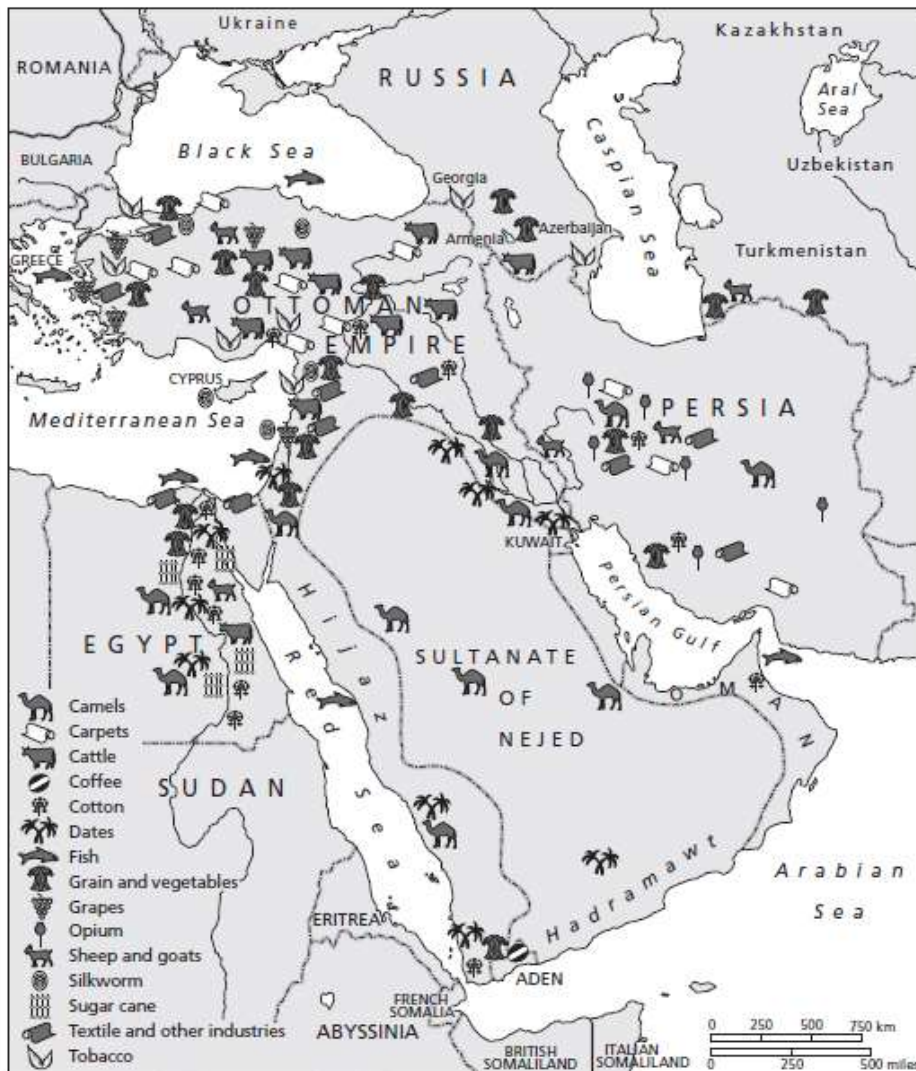 Ukraine
Kazakhstan
ROMANIA
RUSSIA
Aral
Sea
Caspian Sea
Black Sea
BULGARIA
Uzbekistan
Georgia
Armenia
Azerbaijan
Turkmenistan
GREECE
OTTOMAN
EMPIRE
CYPRUS
PERSIA
Mediterranean Sea
KUWAIT
Persian Gulf
Hijaz
EGYPT
Red Sea
SULTANATE
OF
NEJED
OMAN
SUDAN
Hadramawt
Arabian
Sea
ERITREA
ADEN
FRENCH
SOMALIA
ABYSSINIA
BRITISH
SOMALILAND
ITALIAN
SOMALILAND
Camels
Carpets
Cattle
Coffee
Cotton
Dates
Fish
Grain and vegetables
Grapes
Opium
Sheep and goats
Silkworm
Sugar cane
Textile and other industries
Tobacco
0 250 500 750 km
0 250 500 miles